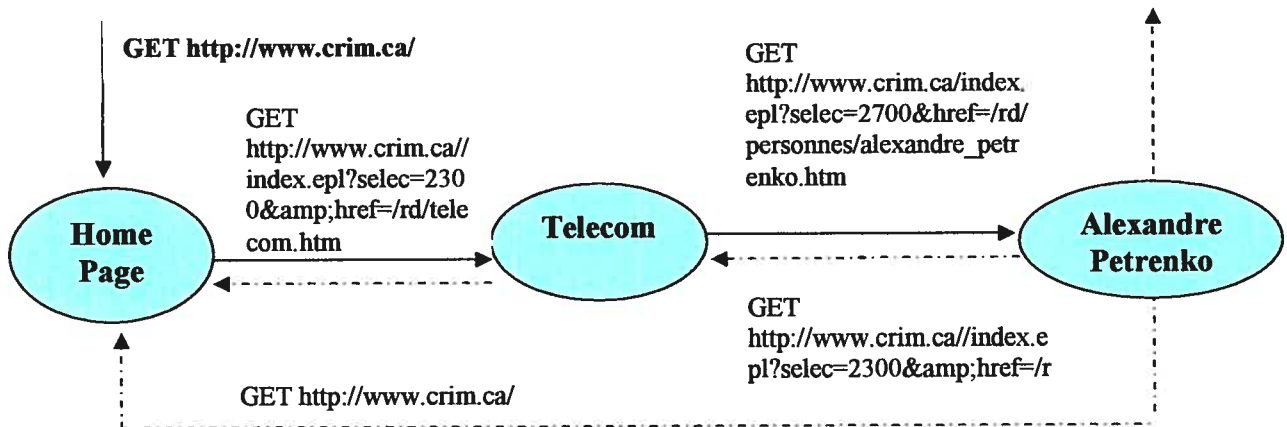 GET http://www.crim.ca/
GET
http://www.crim.ca//
index.epl?selec=230
0&amp;href=/rd/tele
com.htm
GET
http://www.crim.ca/index.
epl?selec=2700&href=/rd/
personnes/alexandre_petr
enko.htm
Home
Page
Telecom
Alexandre
Petrenko
GET
http://www.crim.ca//index.e
pl?selec=2300&amp;href=/r
GET http://www.crim.ca/